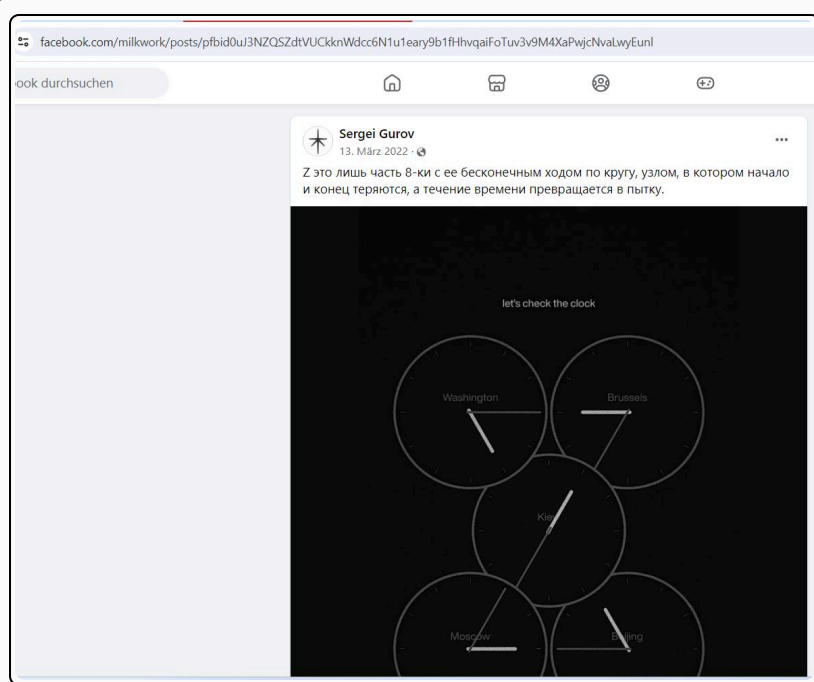 facebook.com/milkwork/posts/pfbid0uJ3NZQSZdtVUCkknWdcc6N1u1eary9b1fHhvqaiFoTuv3v9M4XaPwjcNvaLwyEunl
ook durchsuchen
Sergei Gurov
13. März 2022 ·
Z это лишь часть 8-ки с ее бесконечным ходом по кругу, узлом, в котором начало
и конец теряются, а течение времени превращается в пытку.
let's check the clock
Washington
Brussels
Kiev
Moscow
Beijing